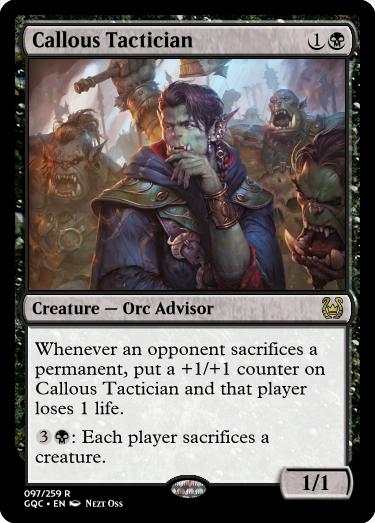 Callous Tactician 1
Creature — Orc Advisor
Whenever an opponent sacrifices a
permanent, put a +1/+1 counter on
Callous Tactician and that player
loses 1 life.
3 : Each player sacrifices a
creature.
1/1
097/259 R
GQC • EN Nezt Oss